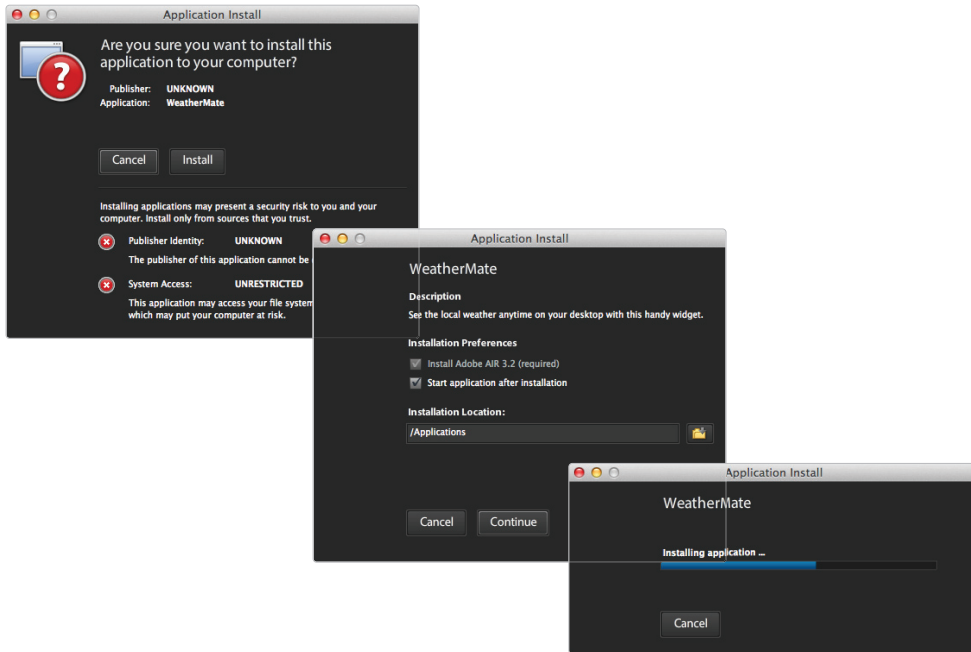 Application Install
Are you sure you want to install this
application to your computer?
Publisher: UNKNOWN
Application: WeatherMate
Cancel Install
Installing applications may present a security risk to you and your
computer. Install only from sources that you trust.
Publisher Identity: UNKNOWN
The publisher of this application cannot be
System Access: UNRESTRICTED
This application may access your file system
which may put your computer at risk.
Application Install
WeatherMate
Description
See the local weather anytime on your desktop with this handy widget.
Installation Preferences
Install Adobe AIR 3.2 (required)
Start application after installation
Installation Location:
/Applications
Cancel Continue
Application Install
WeatherMate
Installing application ...
Cancel